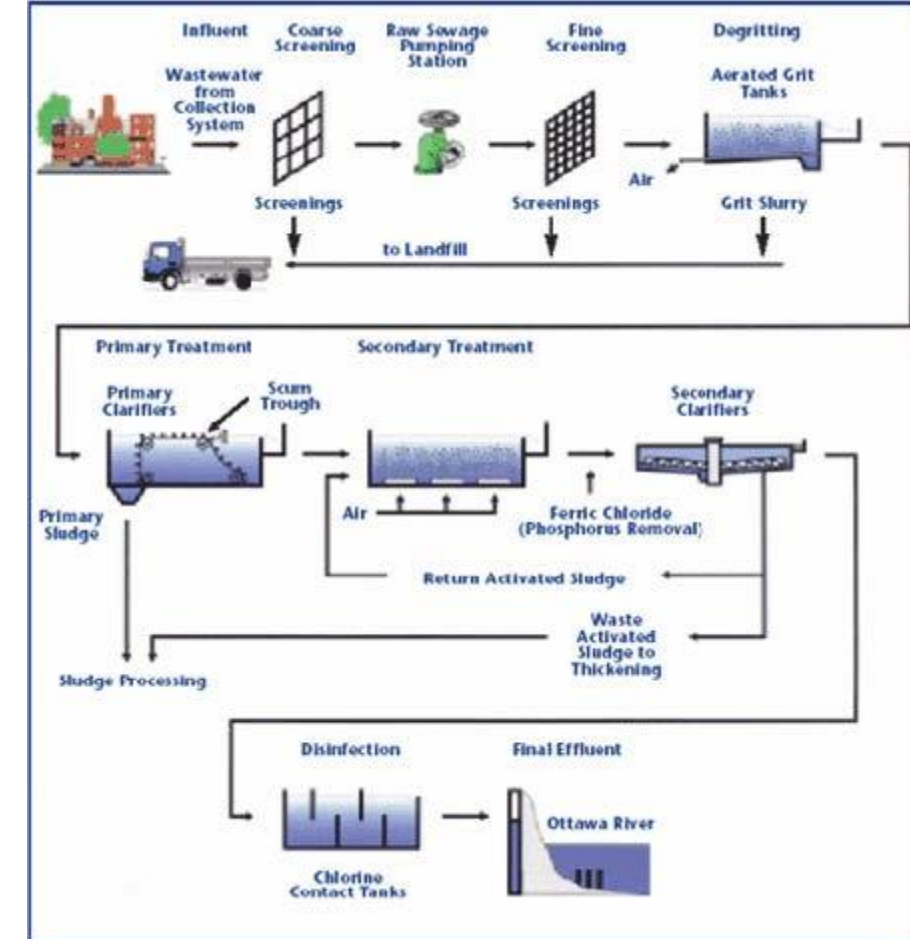 Influent
Coarse
Screening
Raw Sewage
Pumping
Station
Fine
Screening
Degritting
Wastewater
from
Collection
System
Aerated Grit
Tanks
Air
Screenings
Screenings
Grit Slurry
to Landfill
Primary Treatment
Secondary Treatment
Primary
Clarifiers
Scum
Trough
Secondary
Clarifiers
Primary
Sludge
Air
Ferric Chloride
(Phosphorus Removal)
Return Activated Sludge
Waste
Activated
Sludge to
Thickening
Sludge Processing
Disinfection
Final Effluent
Ottawa River
Chlorine
Contact Tanks